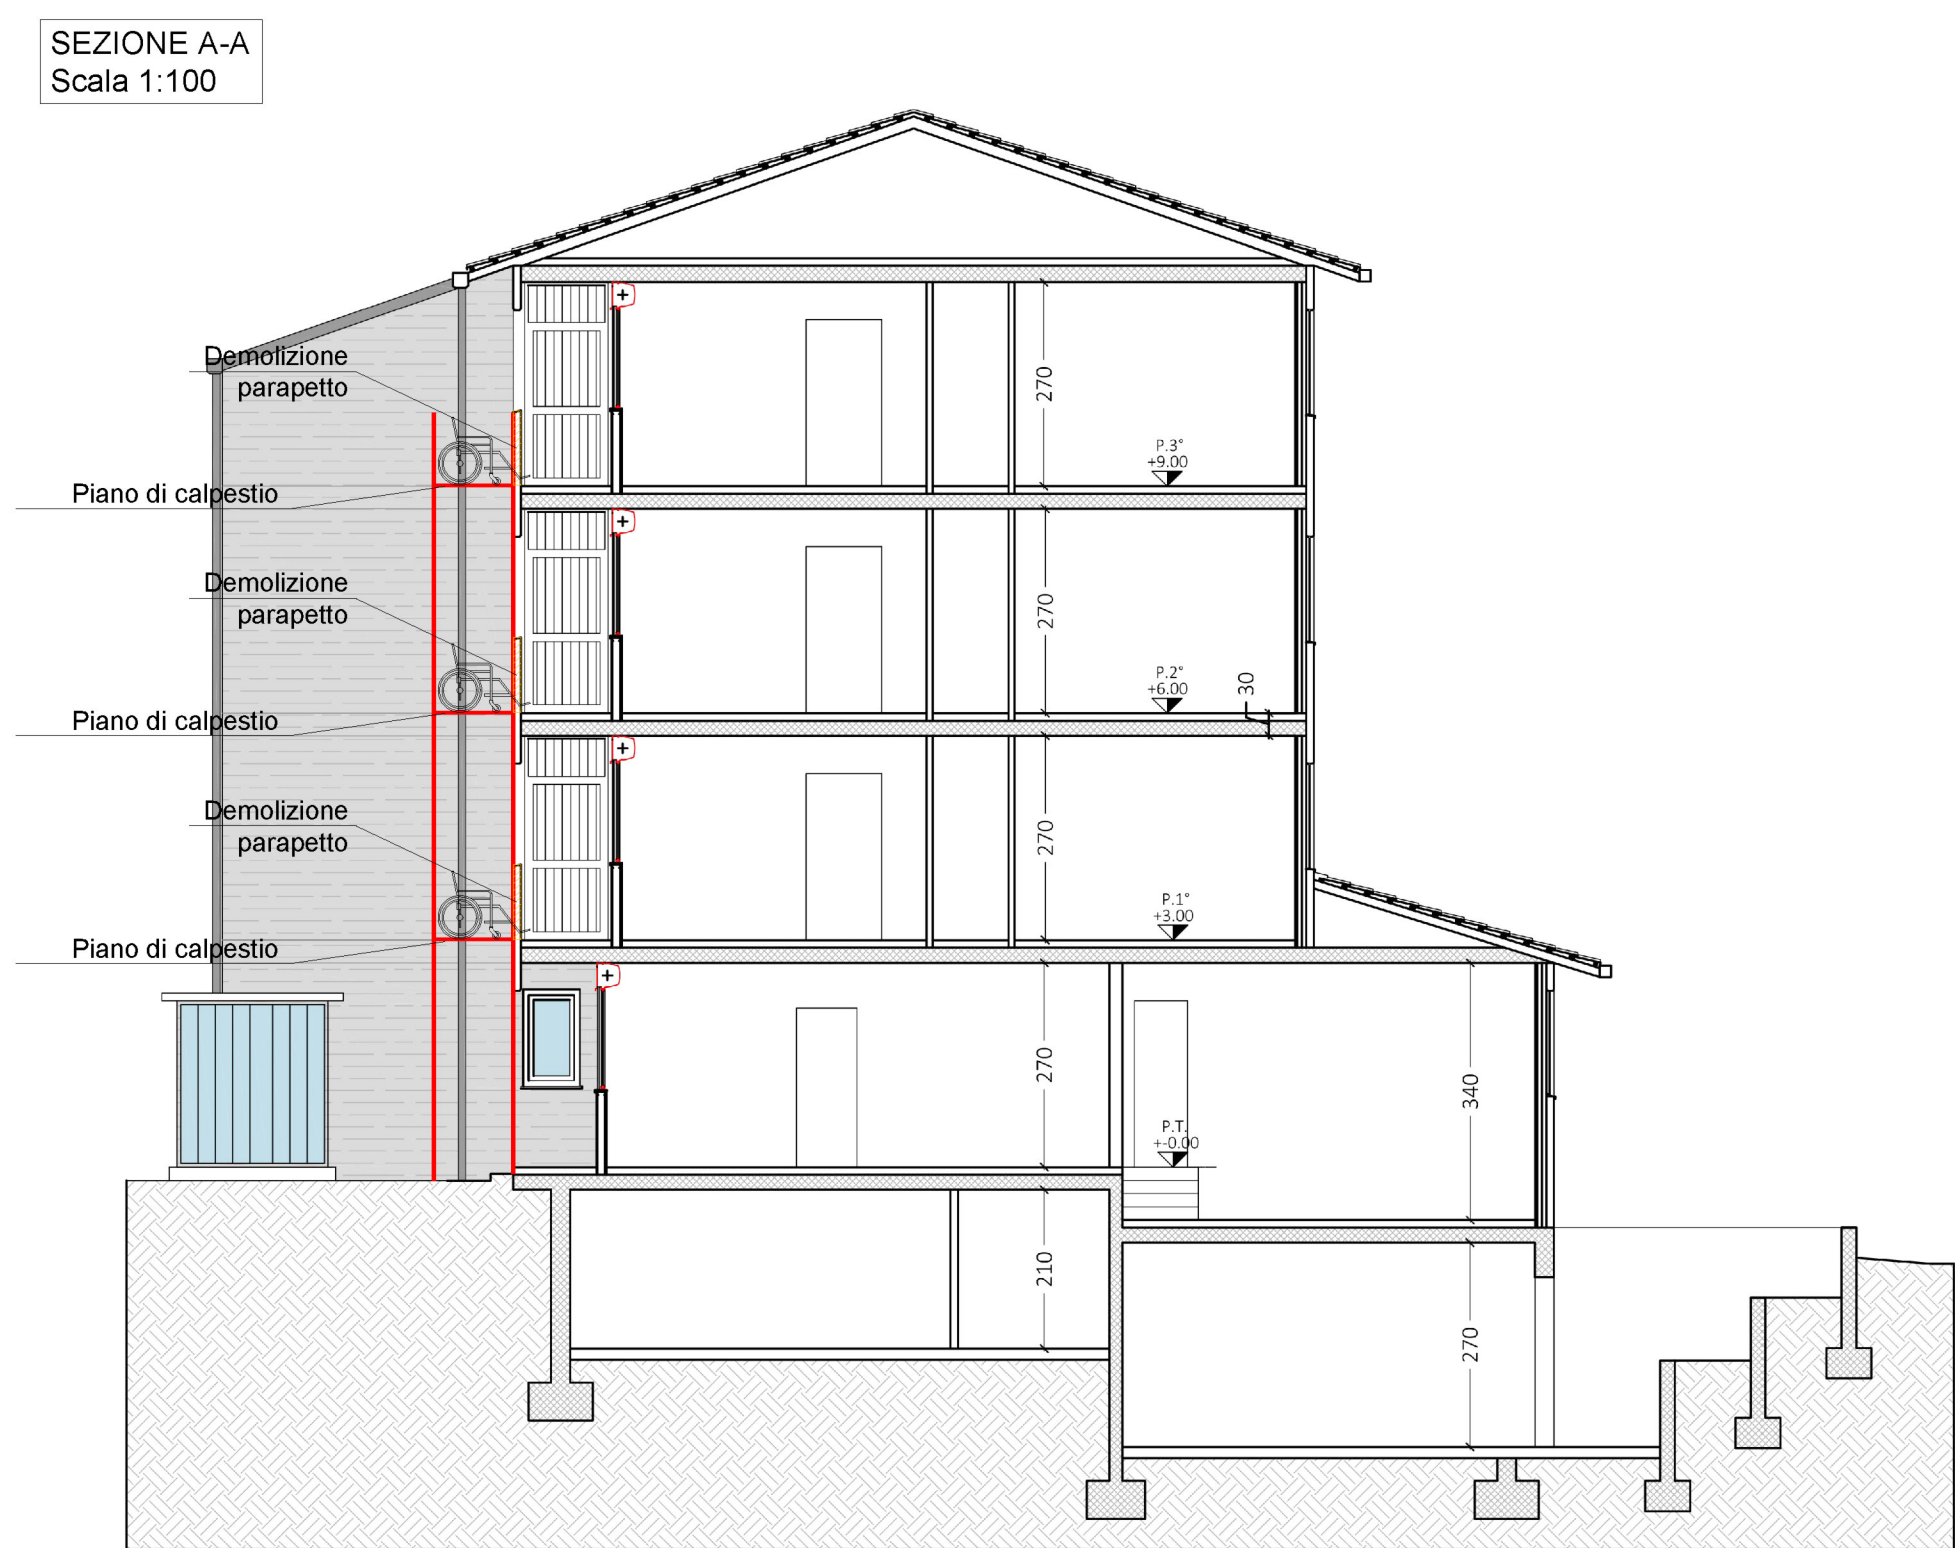 SEZIONE A-A
Scala 1:100
Demolizione
parapetto
270
P.3°
+9.00
Piano di calpestio
Demolizione
parapetto
270
P.2°
+6.00
30
Piano di calpestio
Demolizione
parapetto
270
P.1°
+3.00
Piano di calpestio
270
340
P.T.
+-0.00
210
270